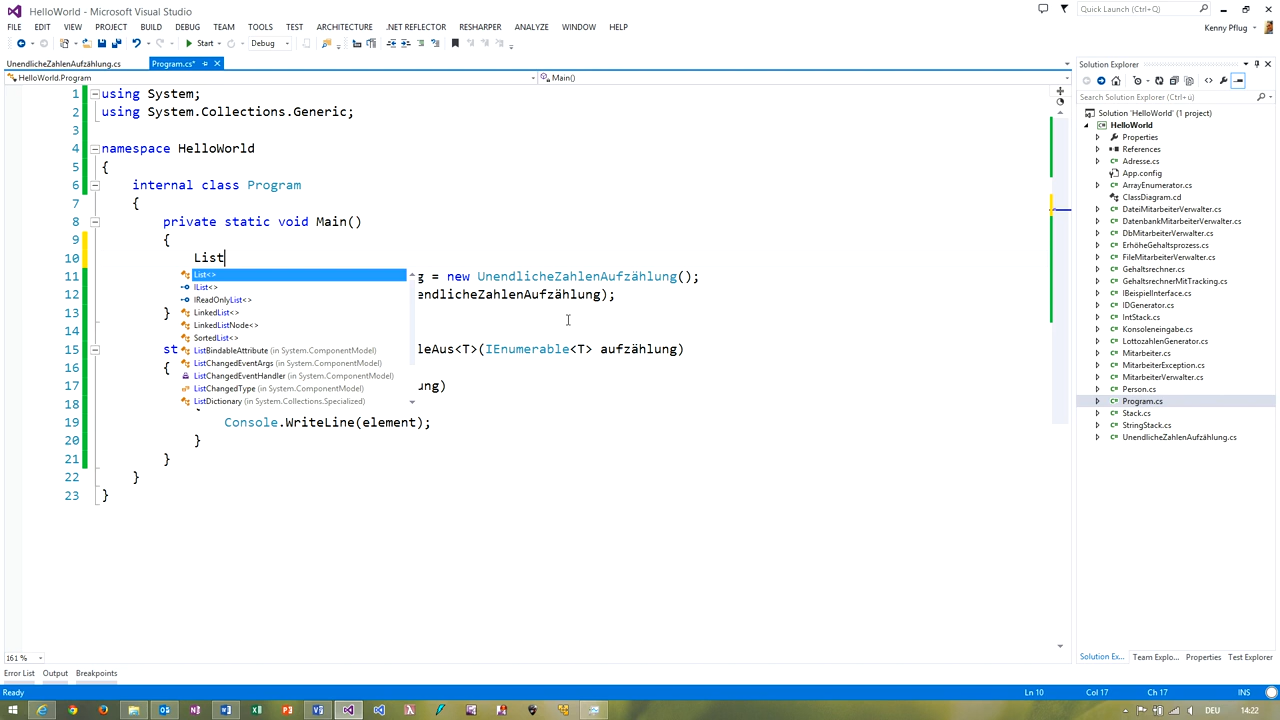 HelloWorld - Microsoft Visual Studio
Quick Launch (Ctrl+Q)
FILE EDIT VIEW PROJECT BUILD DEBUG TEAM TOOLS TEST ARCHITECTURE .NET REFLECTOR RESHARPER ANALYZE WINDOW HELP
Kenny Pflug
Start Debug
UnendlicheZahlenAufzählung.cs Program.cs*
HelloWorld.Program Main()
1 using System;
2 using System.Collections.Generic;
3
4 namespace HelloWorld
5 {
6 internal class Program
7 {
8 private static void Main()
9 {
10 List
11 g = new UnendlicheZahlenAufzählung();
12 endlicheZahlenAufzählung);
13 }
14
15 st leAus<T>(IEnumerable<T> aufzählung)
16 {
17 ung)
18
19 Console.WriteLine(element);
20 }
21 }
22 }
23 }
List<>
IList<>
IReadOnlyList<>
LinkedList<>
LinkedListNode<>
SortedList<>
ListBindableAttribute (in System.ComponentModel)
ListChangedEventArgs (in System.ComponentModel)
ListChangedEventHandler (in System.ComponentModel)
ListChangedType (in System.ComponentModel)
ListDictionary (in System.Collections.Specialized)
161 %
Solution Explorer
Search Solution Explorer (Ctrl+ü)
Solution 'HelloWorld' (1 project)
HelloWorld
Properties
References
Adresse.cs
App.config
ArrayEnumerator.cs
ClassDiagram.cd
DateiMitarbeiterVerwalter.cs
DatenbankMitarbeiterVerwalter.cs
DbMitarbeiterVerwalter.cs
ErhöheGehaltsprozess.cs
FileMitarbeiterVerwalter.cs
Gehaltsrechner.cs
GehaltsrechnerMitTracking.cs
IBeispielInterface.cs
IDGenerator.cs
IntStack.cs
Konsoleneingabe.cs
LottozahlenGenerator.cs
Mitarbeiter.cs
MitarbeiterException.cs
MitarbeiterVerwalter.cs
Person.cs
Program.cs
Stack.cs
StringStack.cs
UnendlicheZahlenAufzählung.cs
Solution Ex... Team Explo... Properties Test Explorer
Error List Output Breakpoints
Ready Ln 10 Col 17 Ch 17 INS
DEU 14:22